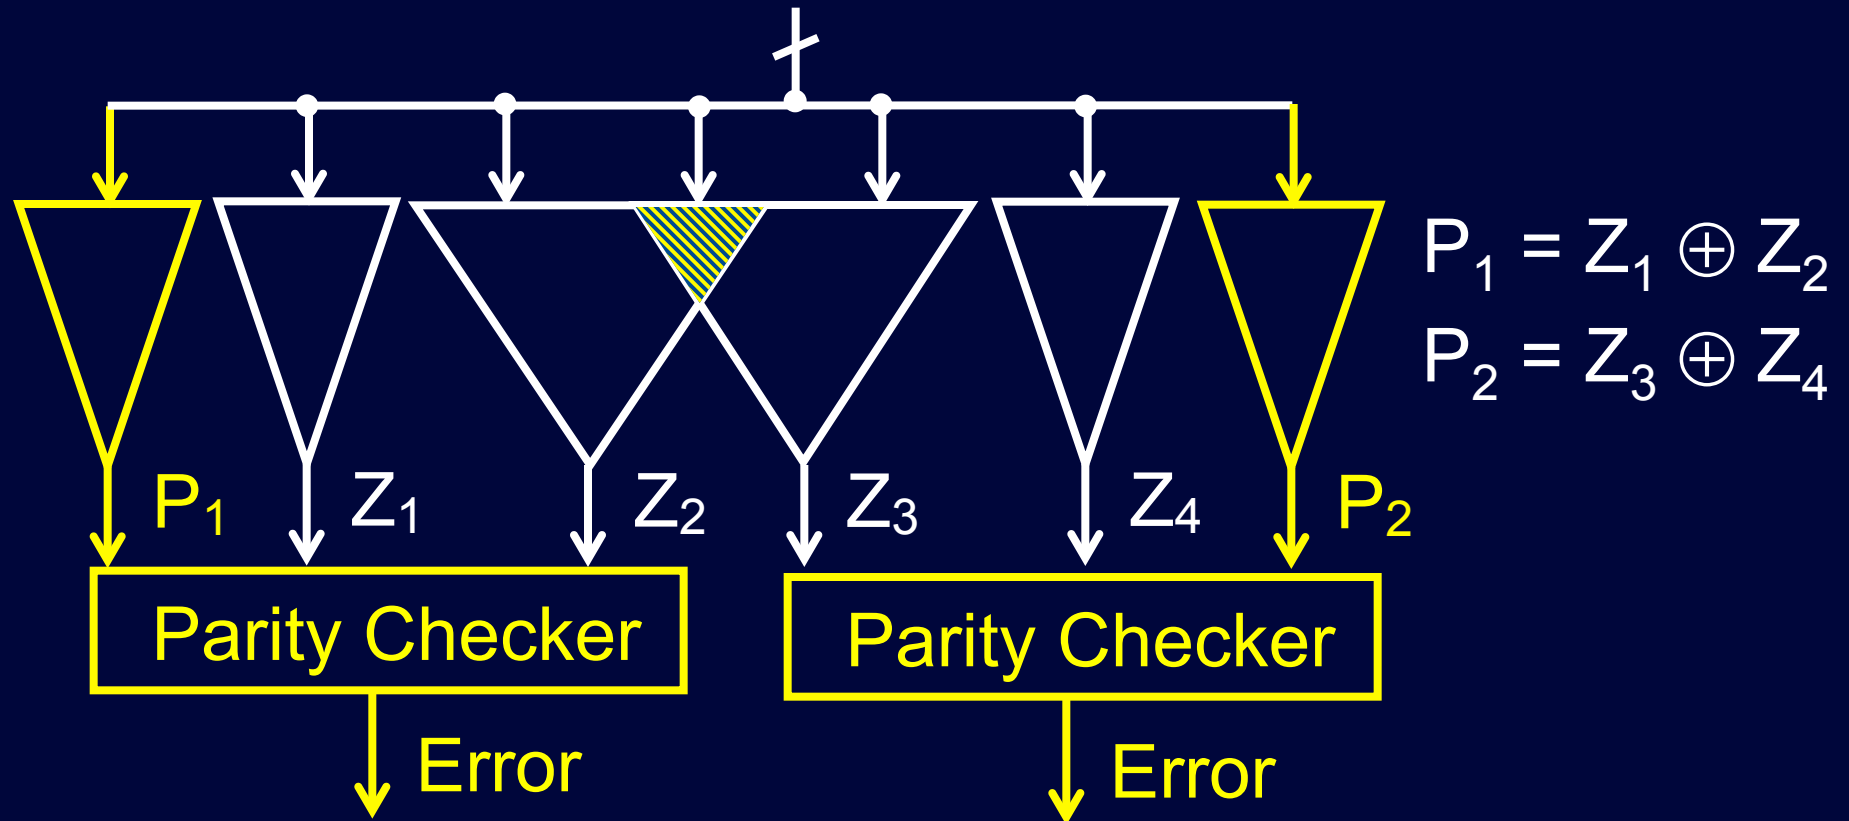 P₁ = Z₁ ⊕ Z₂
P₂ = Z₃ ⊕ Z₄
P₁ Z₁ Z₂ Z₃ Z₄ P₂
Parity Checker Parity Checker
Error Error